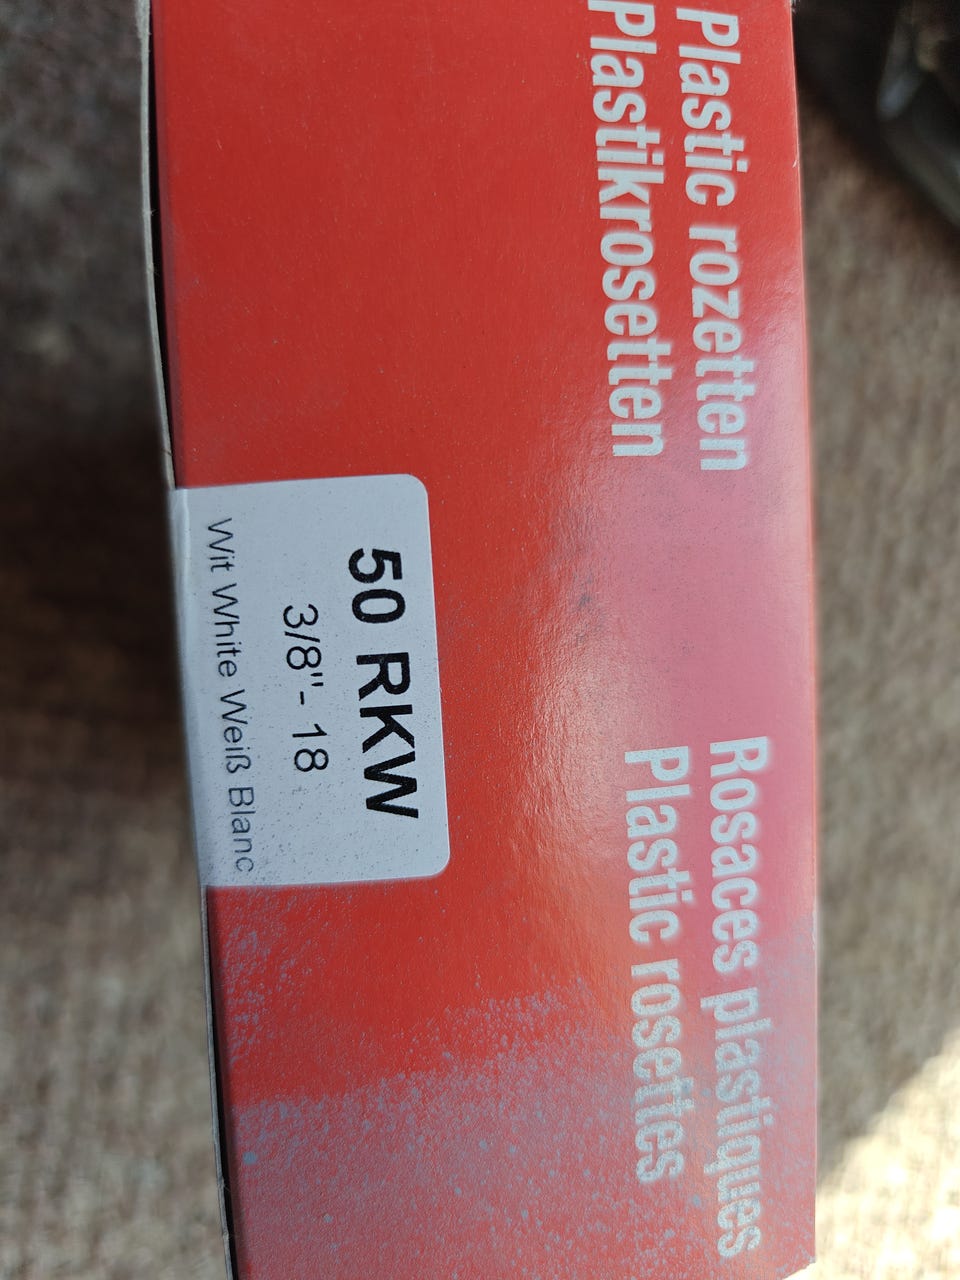 Plastic rozetten
Plastikrosetten
Rosaces plastiques
Plastic rosettes
50 RKW
3/8"- 18
Wit White Weiß Blanc